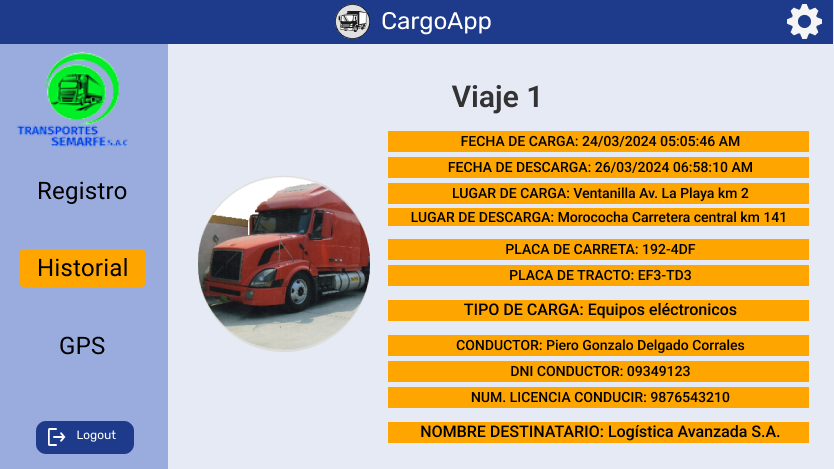 CargoApp
TRANSPORTES
SEMARFE S.A.C
Registro
Historial
GPS
Logout
Viaje 1
FECHA DE CARGA: 24/03/2024 05:05:46 AM
FECHA DE DESCARGA: 26/03/2024 06:58:10 AM
LUGAR DE CARGA: Ventanilla Av. La Playa km 2
LUGAR DE DESCARGA: Morococha Carretera central km 141
PLACA DE CARRETA: 192-4DF
PLACA DE TRACTO: EF3-TD3
TIPO DE CARGA: Equipos eléctronicos
CONDUCTOR: Piero Gonzalo Delgado Corrales
DNI CONDUCTOR: 09349123
NUM. LICENCIA CONDUCIR: 9876543210
NOMBRE DESTINATARIO: Logística Avanzada S.A.